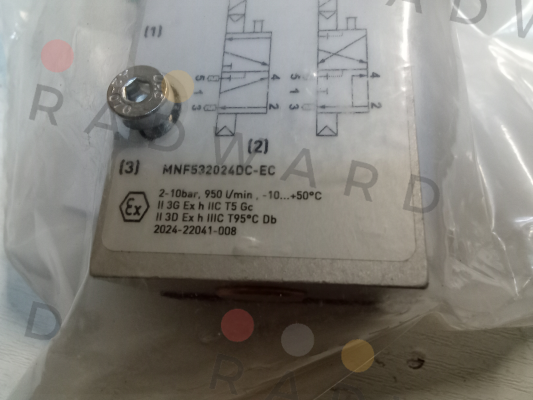 (1)
5 4
1
3 2
5 4
1
3 2
(2)
(3) MNF532024DC-EC
2-10bar, 950 l/min , -10...+50°C
Ex
II 3G Ex h IIC T5 Gc
II 3D Ex h IIIC T95°C Db
2024-22041-008
RADWARD